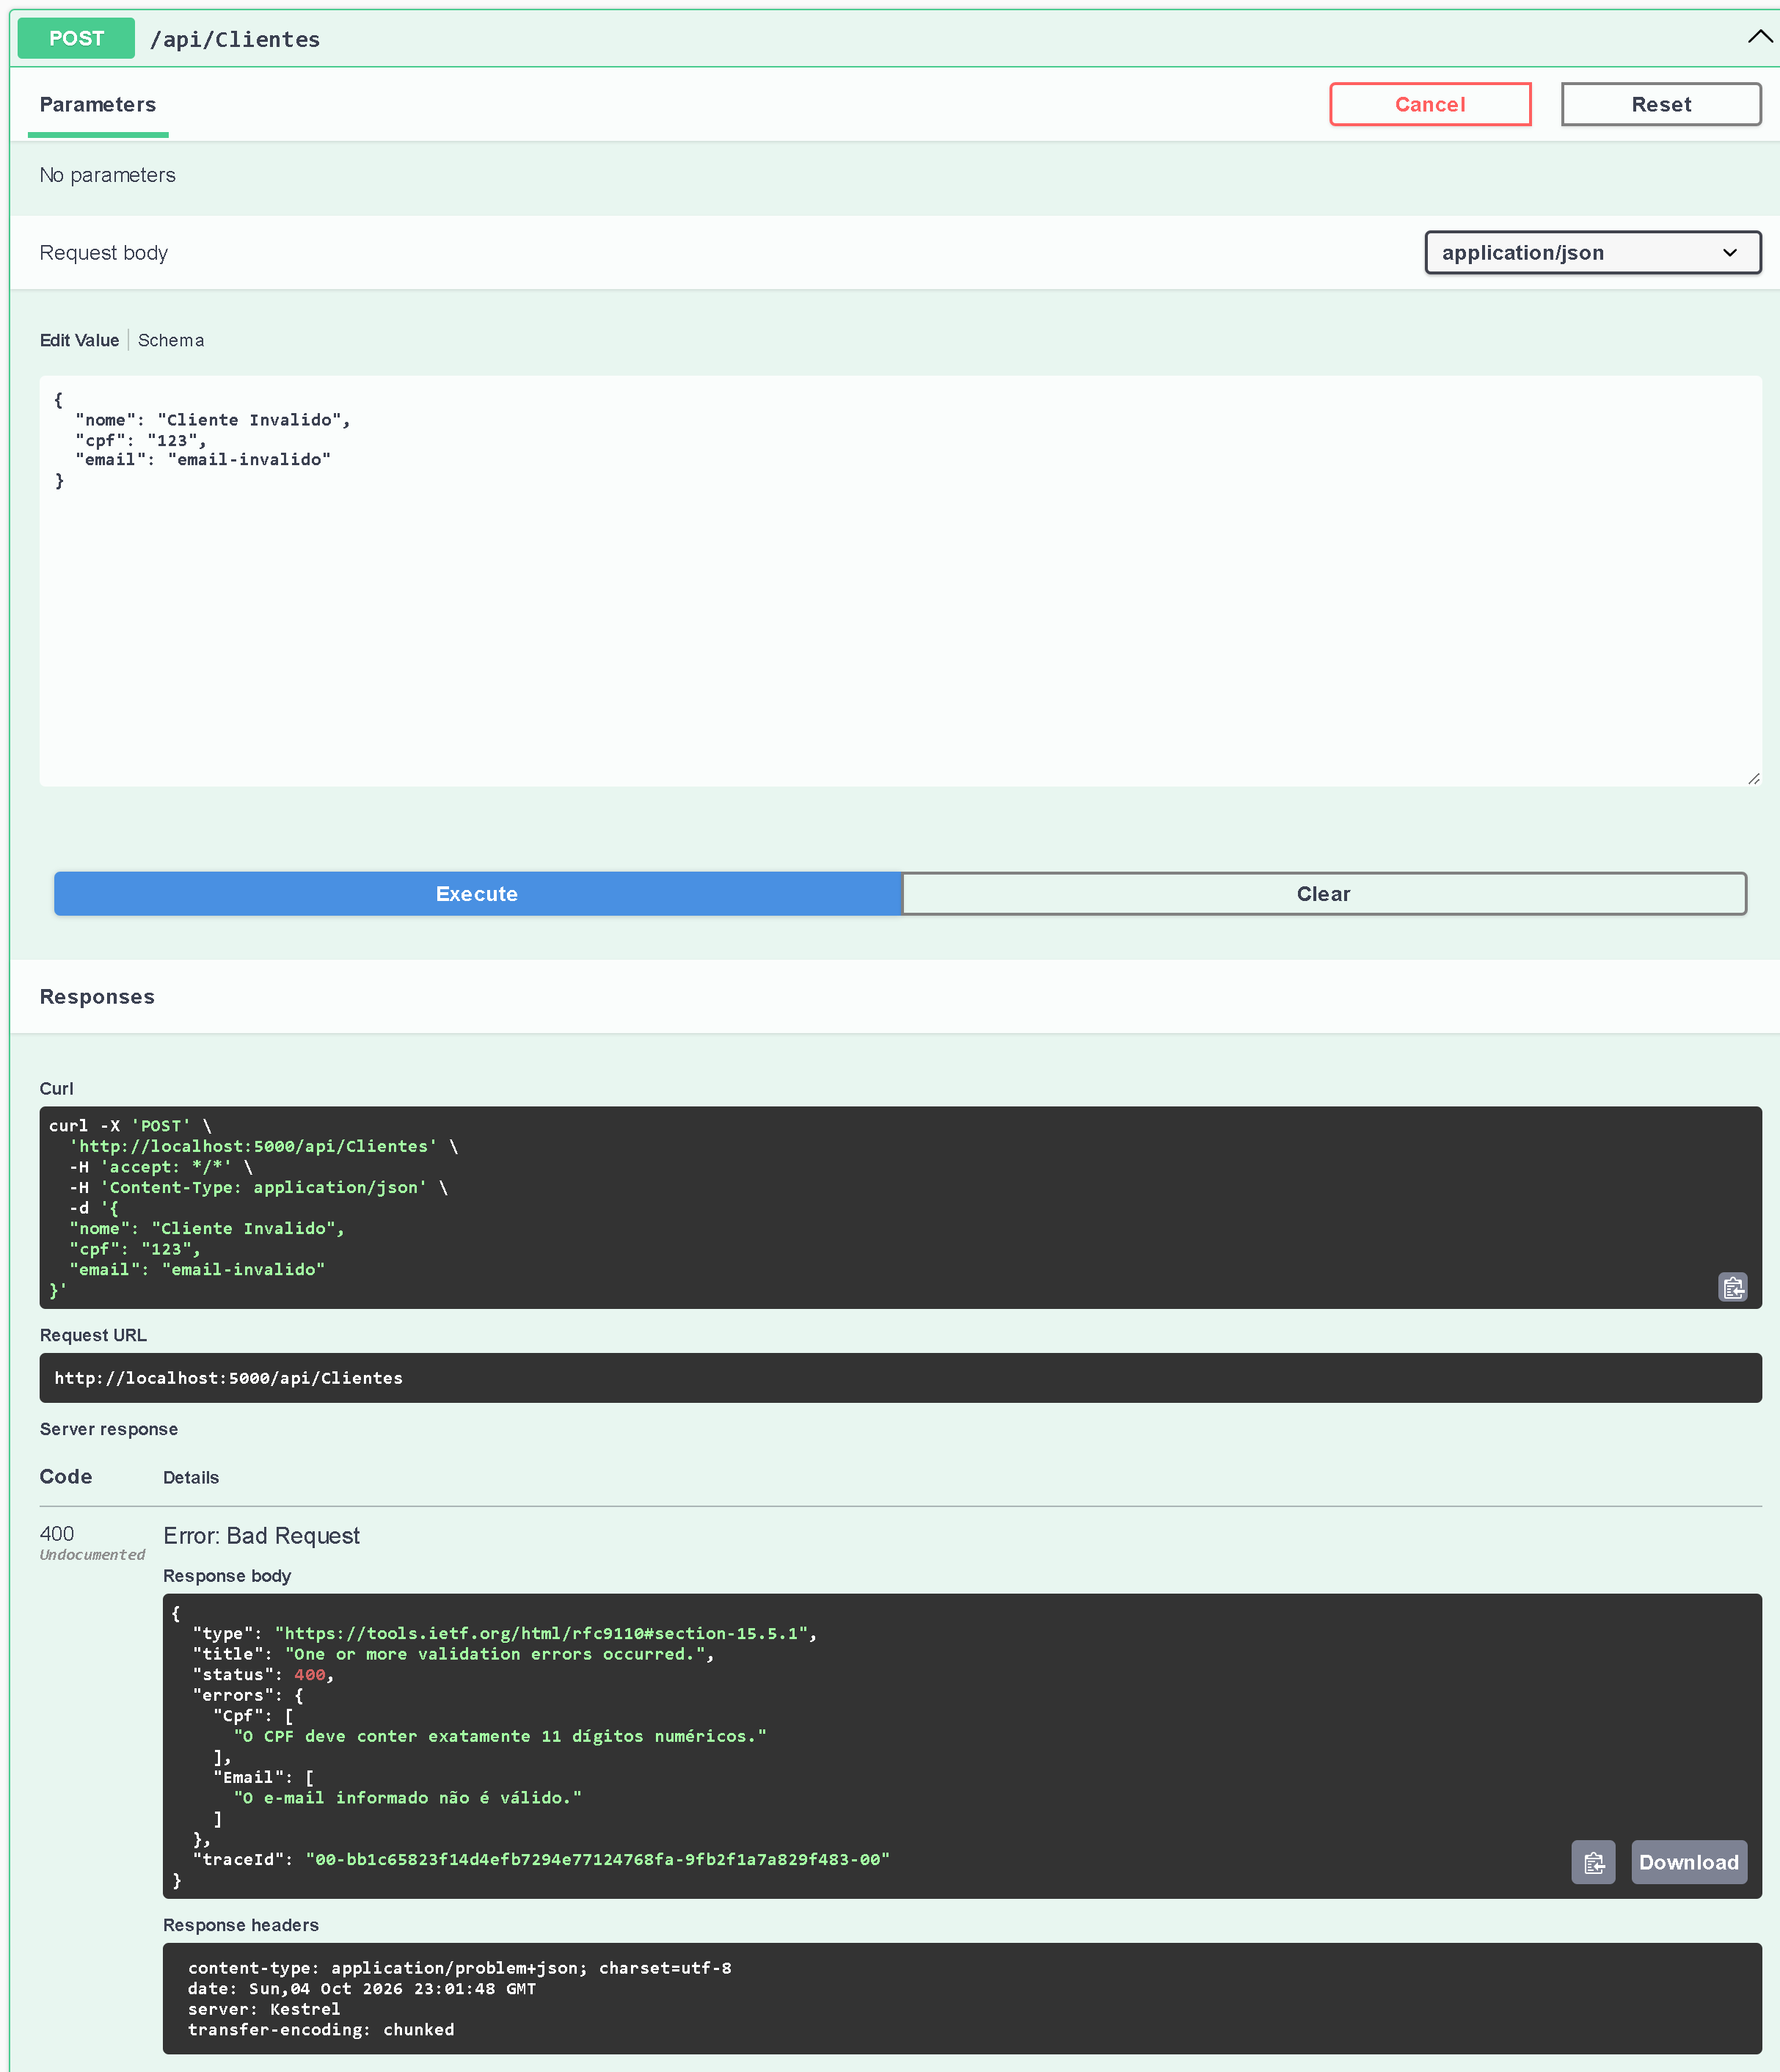 POST /api/Clientes
Parameters Cancel Reset
No parameters
Request body application/json
Edit Value Schema
{
  "nome": "Cliente Invalido",
  "cpf": "123",
  "email": "email-invalido"
}
Execute Clear
Responses
Curl
curl -X 'POST' \
  'http://localhost:5000/api/Clientes' \
  -H 'accept: */*' \
  -H 'Content-Type: application/json' \
  -d '{
  "nome": "Cliente Invalido",
  "cpf": "123",
  "email": "email-invalido"
}'
Request URL
http://localhost:5000/api/Clientes
Server response
Code Details
400 Error: Bad Request
Undocumented
Response body
{
  "type": "https://tools.ietf.org/html/rfc9110#section-15.5.1",
  "title": "One or more validation errors occurred.",
  "status": 400,
  "errors": {
    "Cpf": [
      "O CPF deve conter exatamente 11 dígitos numéricos."
    ],
    "Email": [
      "O e-mail informado não é válido."
    ]
  },
  "traceId": "00-bb1c65823f14d4efb7294e77124768fa-9fb2f1a7a829f483-00"
}
Download
Response headers
content-type: application/problem+json; charset=utf-8
date: Sun,04 Oct 2026 23:01:48 GMT
server: Kestrel
transfer-encoding: chunked